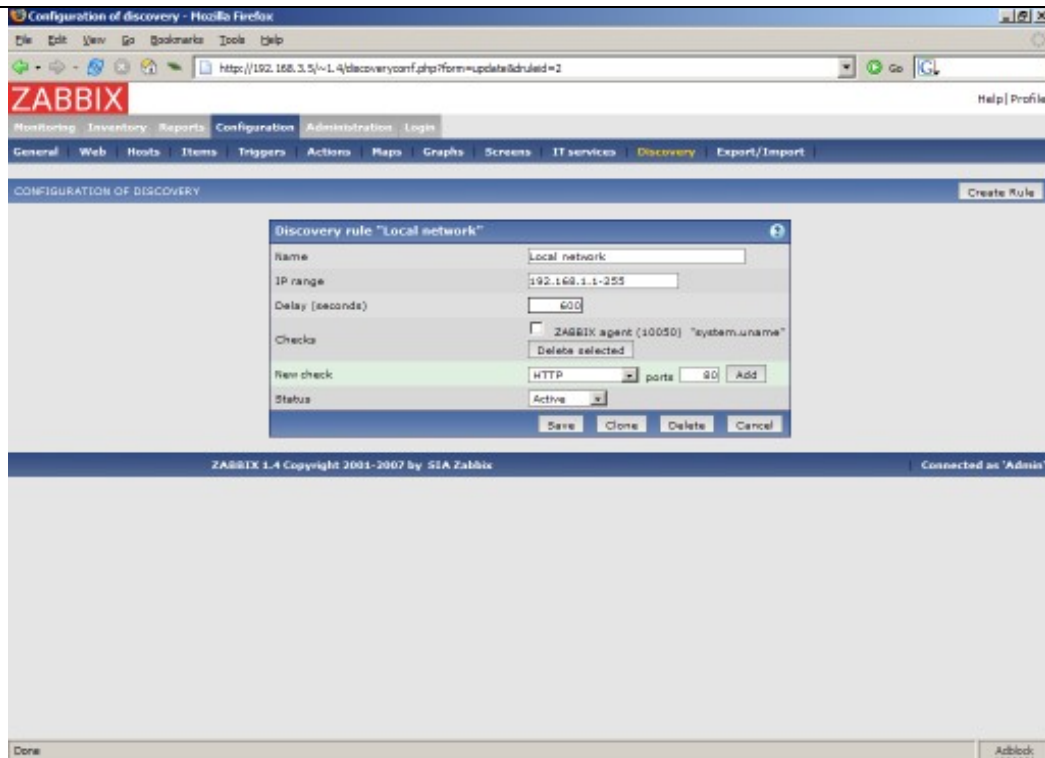 Configuration of discovery - Mozilla Firefox
File Edit View Go Bookmarks Tools Help
http://192.168.3.5/~1.4/discoveryconf.php?form=update&druleid=2 Go G
ZABBIX Help | Profile
Monitoring Inventory Reports Configuration Administration Login
General Web Hosts Items Triggers Actions Maps Graphs Screens IT services Discovery Export/Import
CONFIGURATION OF DISCOVERY Create Rule
Discovery rule "Local network"
Name Local network
IP range 192.168.1.1-255
Delay (seconds) 600
Checks ZABBIX agent (10050) "system.uname"
Delete selected
New check HTTP ports 80 Add
Status Active
Save Clone Delete Cancel
ZABBIX 1.4 Copyright 2001-2007 by SIA Zabbix Connected as 'Admin'
Done Adblock